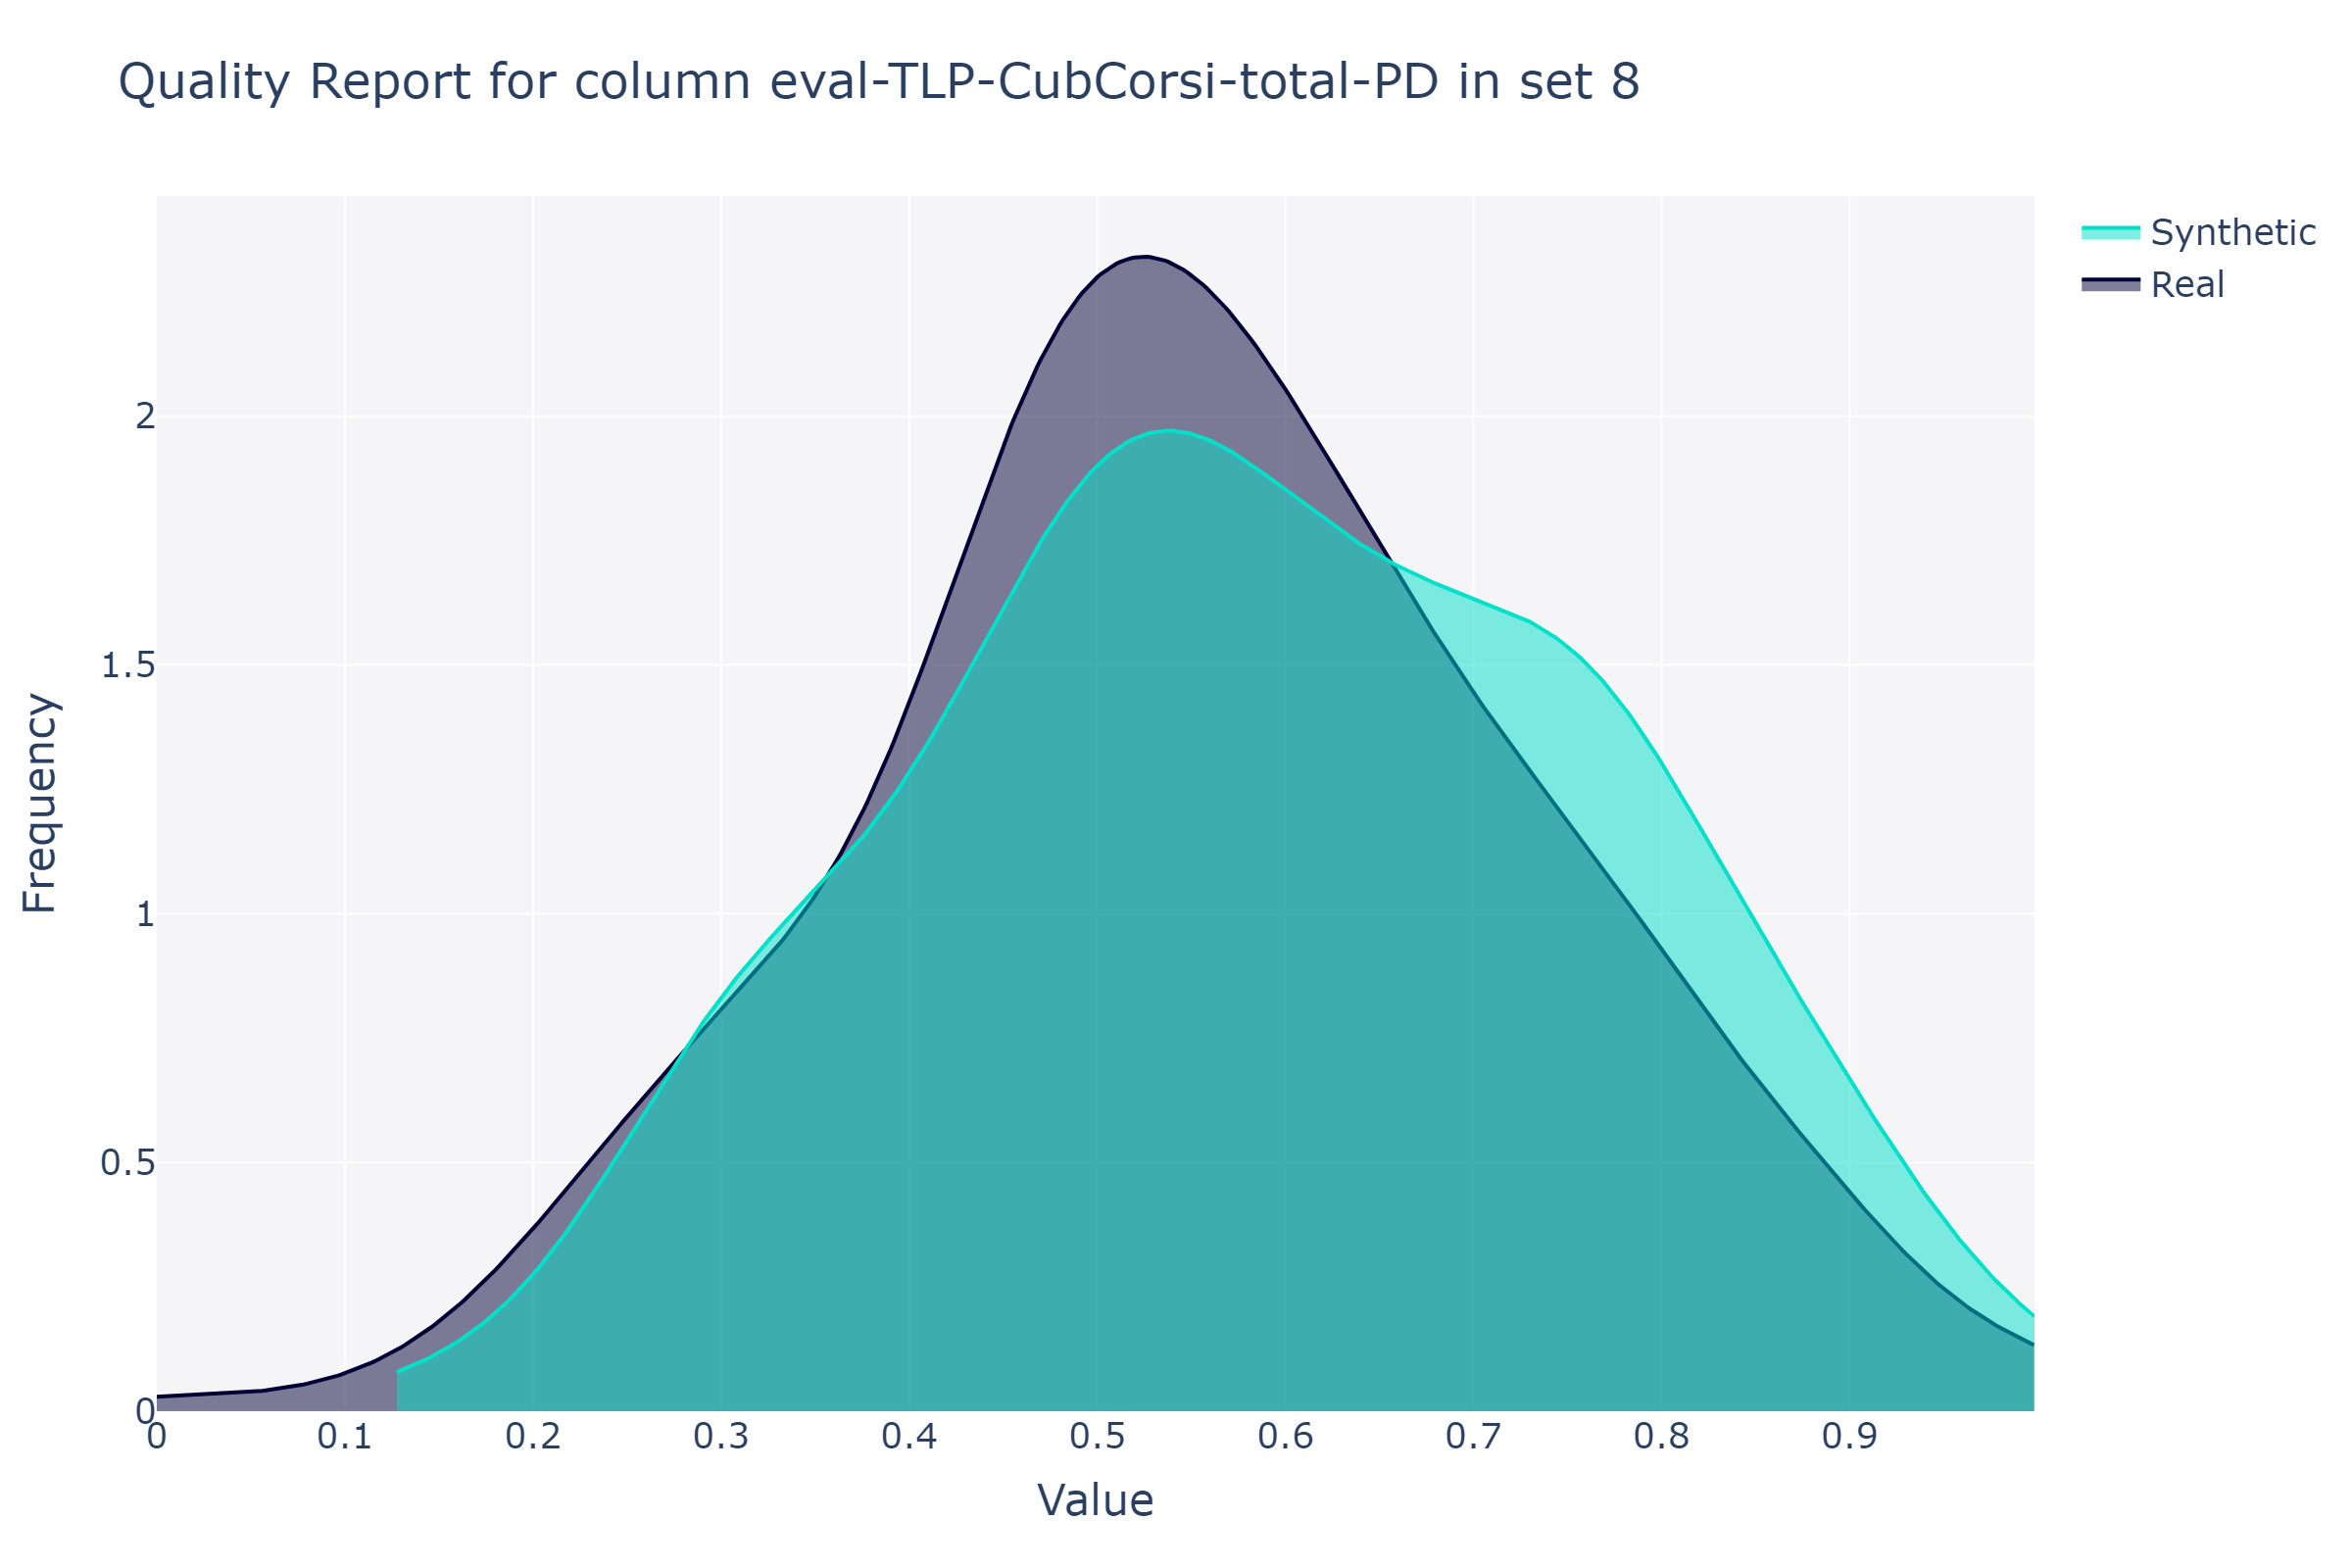 Quality Report for column eval-TLP-CubCorsi-total-PD in set 8
Synthetic
Real
Frequency
2
1.5
1
0.5
0
0 0.1 0.2 0.3 0.4 0.5 0.6 0.7 0.8 0.9
Value